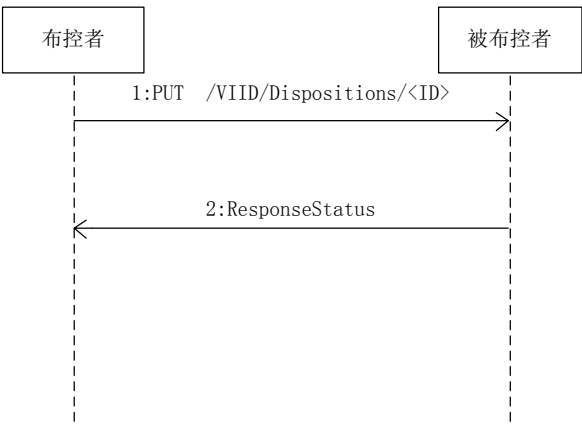 布控者
被布控者
1:PUT /VIID/Dispositions/<ID>
2:ResponseStatus